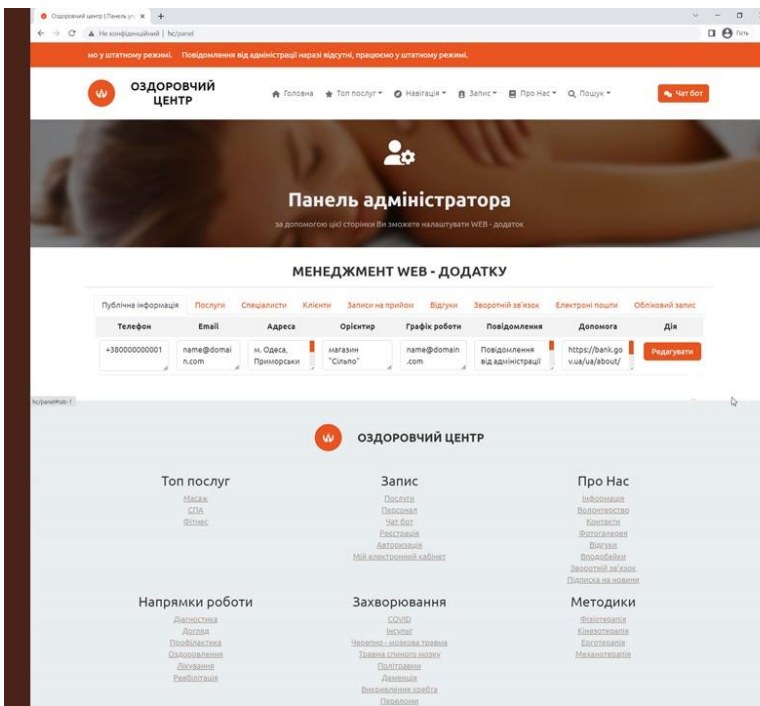 Оздоровчий центр | Панель уп
Не конфіденційний | hc/panel
Гість
мо у штатному режимі. Повідомлення від адміністрації наразі відсутні, працюємо у штатному режимі.
ОЗДОРОВЧИЙ
ЦЕНТР
Головна Топ послуг Навігація Запис Про Нас Пошук Чат бот
Панель адміністратора
за допомогою цієї сторінки Ви зможете налаштувати WEB - додаток
МЕНЕДЖМЕНТ WEB - ДОДАТКУ
Публічна інформація Послуги Спеціалісти Клієнти Записи на прийом Відгуки Зворотній зв'язок Електроні пошти Обліковий запис
Телефон Email Адреса Орієнтир Графік роботи Повідомлення Допомога Дія
+380000000001 name@domai м. Одеса, магазин name@domain Повідомлення https://bank.go Редагувати
n.com Приморськи "Сільпо" .com від адміністрації v.ua/ua/about/
hc/panel#tab-1
ОЗДОРОВЧИЙ ЦЕНТР
Топ послуг Запис Про Нас
Масаж Послуги Інформація
СПА Персонал Волонтерство
Фітнес Чат бот Контакти
Реєстрація Фотогалерея
Авторизація Відгуки
Мій електронний кабінет Вподобайки
Зворотній зв'язок
Підписка на новини
Напрямки роботи Захворювання Методики
Діагностика COVID Фізіотерапія
Догляд Інсульт Кінезотерапія
Профілактика Черепно - мозкова травма Ерготерапія
Оздоровлення Травма спиного мозку Механотерапія
Лікування Політравми
Реабілітація Деменція
Викривлення хребта
Переломи